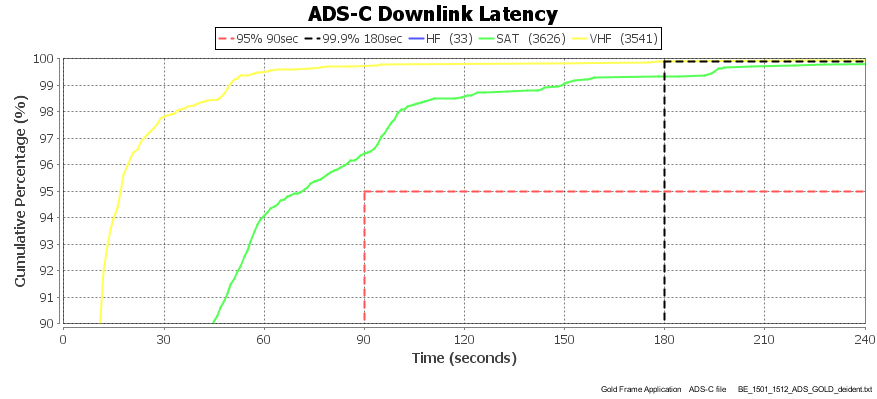 ADS-C Downlink Latency
95% 90sec 99.9% 180sec HF (33) SAT (3626) VHF (3541)
Cumulative Percentage (%)
100
99
98
97
96
95
94
93
92
91
90
0 30 60 90 120 150 180 210 240
Time (seconds)
Gold Frame Application ADS-C file BE_1501_1512_ADS_GOLD_deident.txt